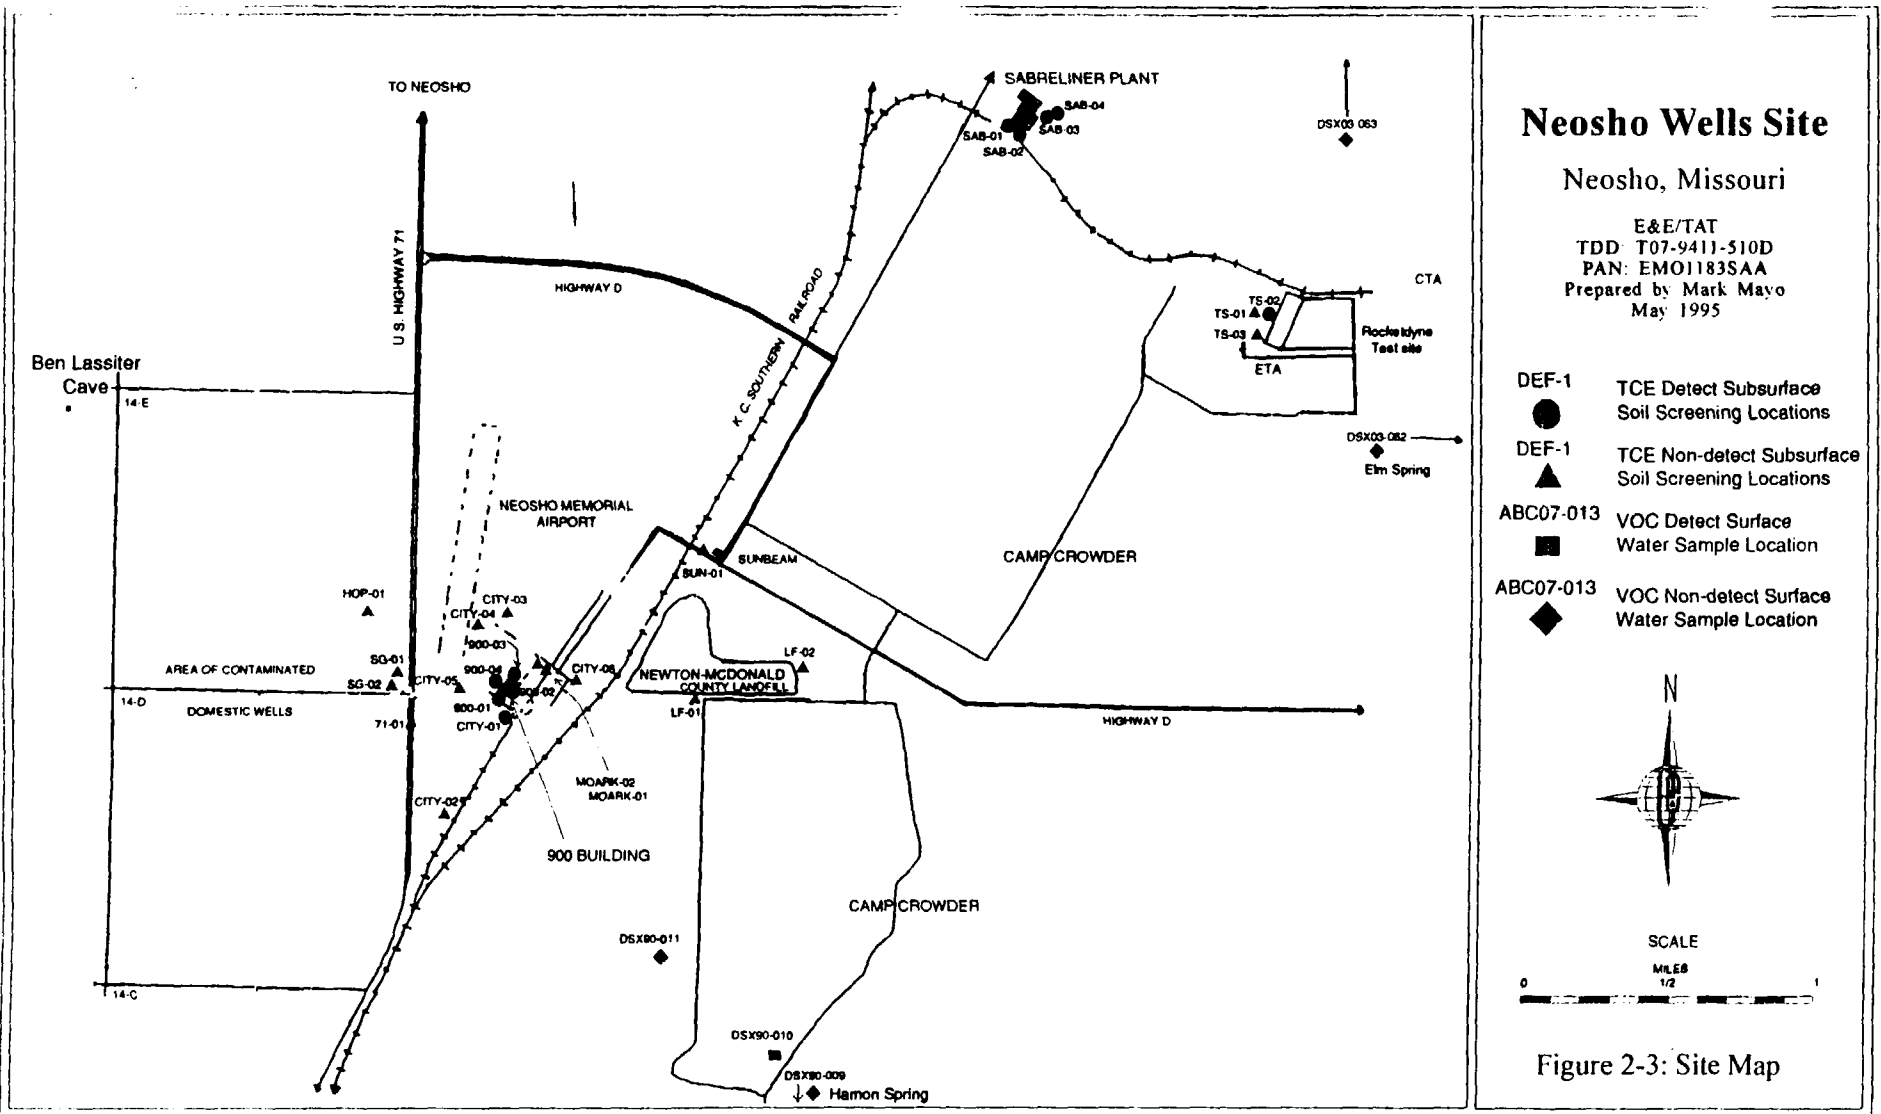 TO NEOSHO
SABRELINER PLANT
SAB-04
SAB-03
SAB-01
SAB-02
DSX03-063
U.S. HIGHWAY 71
HIGHWAY D
K. C. SOUTHERN RAILROAD
CTA
TS-02
TS-01
TS-03
Rocketdyne
Test site
ETA
Ben Lassiter
Cave
14-E
DSX03-082
Elm Spring
NEOSHO MEMORIAL
AIRPORT
SUNBEAM
SUN-01
CAMP CROWDER
HOP-01
CITY-03
CITY-04
900-03
AREA OF CONTAMINATED
SG-01
SG-02
CITY-05
900-04
900-02
CITY-06
LF-02
NEWTON-MCDONALD
COUNTY LANDFILL
14-D
DOMESTIC WELLS
71-01
900-01
CITY-01
LF-01
HIGHWAY D
MOARK-02
MOARK-01
CITY-02
900 BUILDING
CAMP CROWDER
DSX90-011
14-C
DSX90-010
DSX90-009
Hamon Spring
Neosho Wells Site
Neosho, Missouri
E&E/TAT
TDD: T07-9411-510D
PAN: EMO1183SAA
Prepared by Mark Mayo
May 1995
DEF-1
TCE Detect Subsurface
Soil Screening Locations
DEF-1
TCE Non-detect Subsurface
Soil Screening Locations
ABC07-013
VOC Detect Surface
Water Sample Location
ABC07-013
VOC Non-detect Surface
Water Sample Location
N
SCALE
MILES
0 1/2 1
Figure 2-3: Site Map